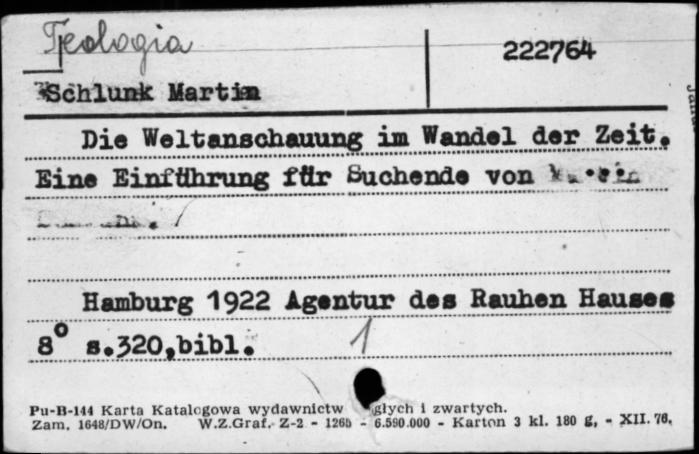 Teologia
222764
Schlunk Martin
Die Weltanschauung im Wandel der Zeit.
Eine Einführung für Suchende von
Hamburg 1922 Agentur des Rauhen Hauses
8° s.320,bibl. 1
Pu-B-144 Karta Katalogowa wydawnictw głych i zwartych.
Zam. 1648/DW/On. W.Z.Graf. Z-2 - 1265 - 6.590.000 - Karton 3 kl. 180 g, - XII. 76.